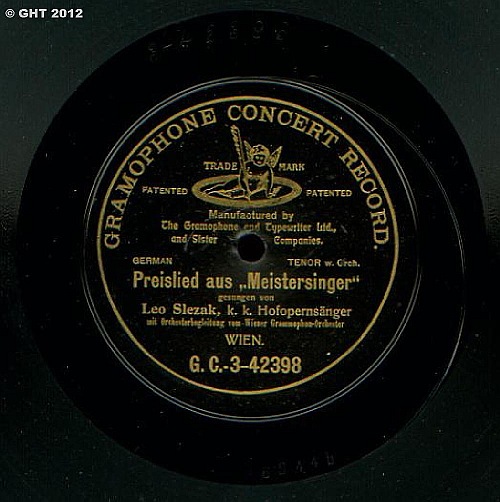 © GHT 2012
GRAMOPHONE CONCERT RECORD.
TRADE MARK
PATENTED PATENTED
Manufactured by
The Gramophone and Typewriter Ltd.,
and Sister Companies.
GERMAN TENOR w. Orch.
Preislied aus „Meistersinger“
gesungen von
Leo Slezak, k. k. Hofopernsänger
mit Orchesterbegleitung vom Wiener Grammophon-Orchester
WIEN.
G. C.-3-42398